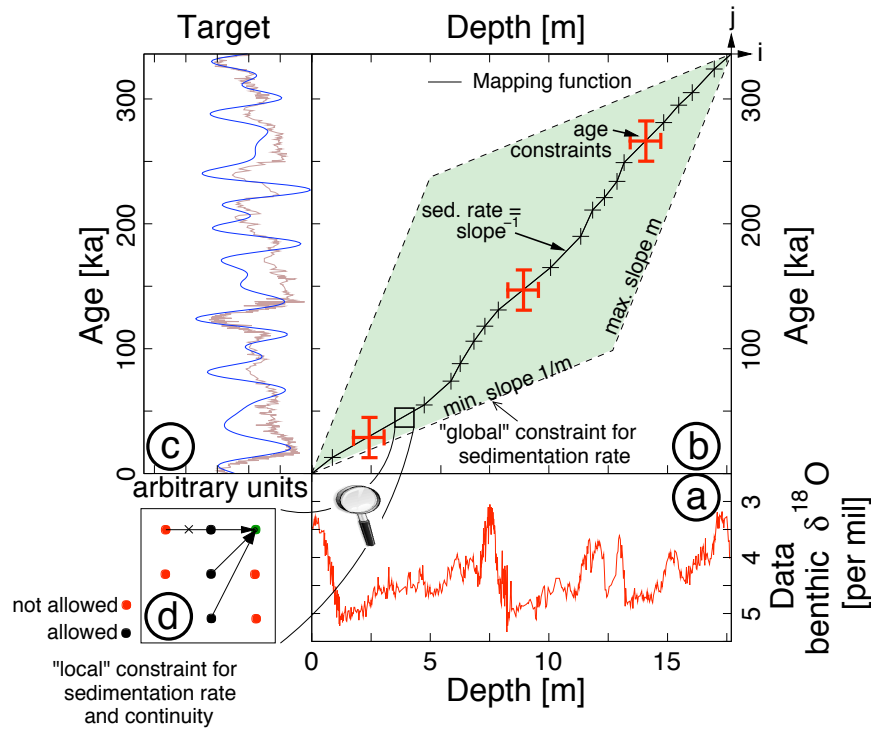 Target
Depth [m]
j
i
Mapping function
age
constraints
sed. rate =
slope⁻¹
max. slope m
min. slope 1/m
"global" constraint for
sedimentation rate
Age [ka]
0
100
200
300
Age [ka]
0
100
200
300
c
b
arbitrary units
a
3
4
5
Data
benthic δ¹⁸O
[per mil]
d
not allowed
allowed
"local" constraint for
sedimentation rate
and continuity
0
5
10
15
Depth [m]